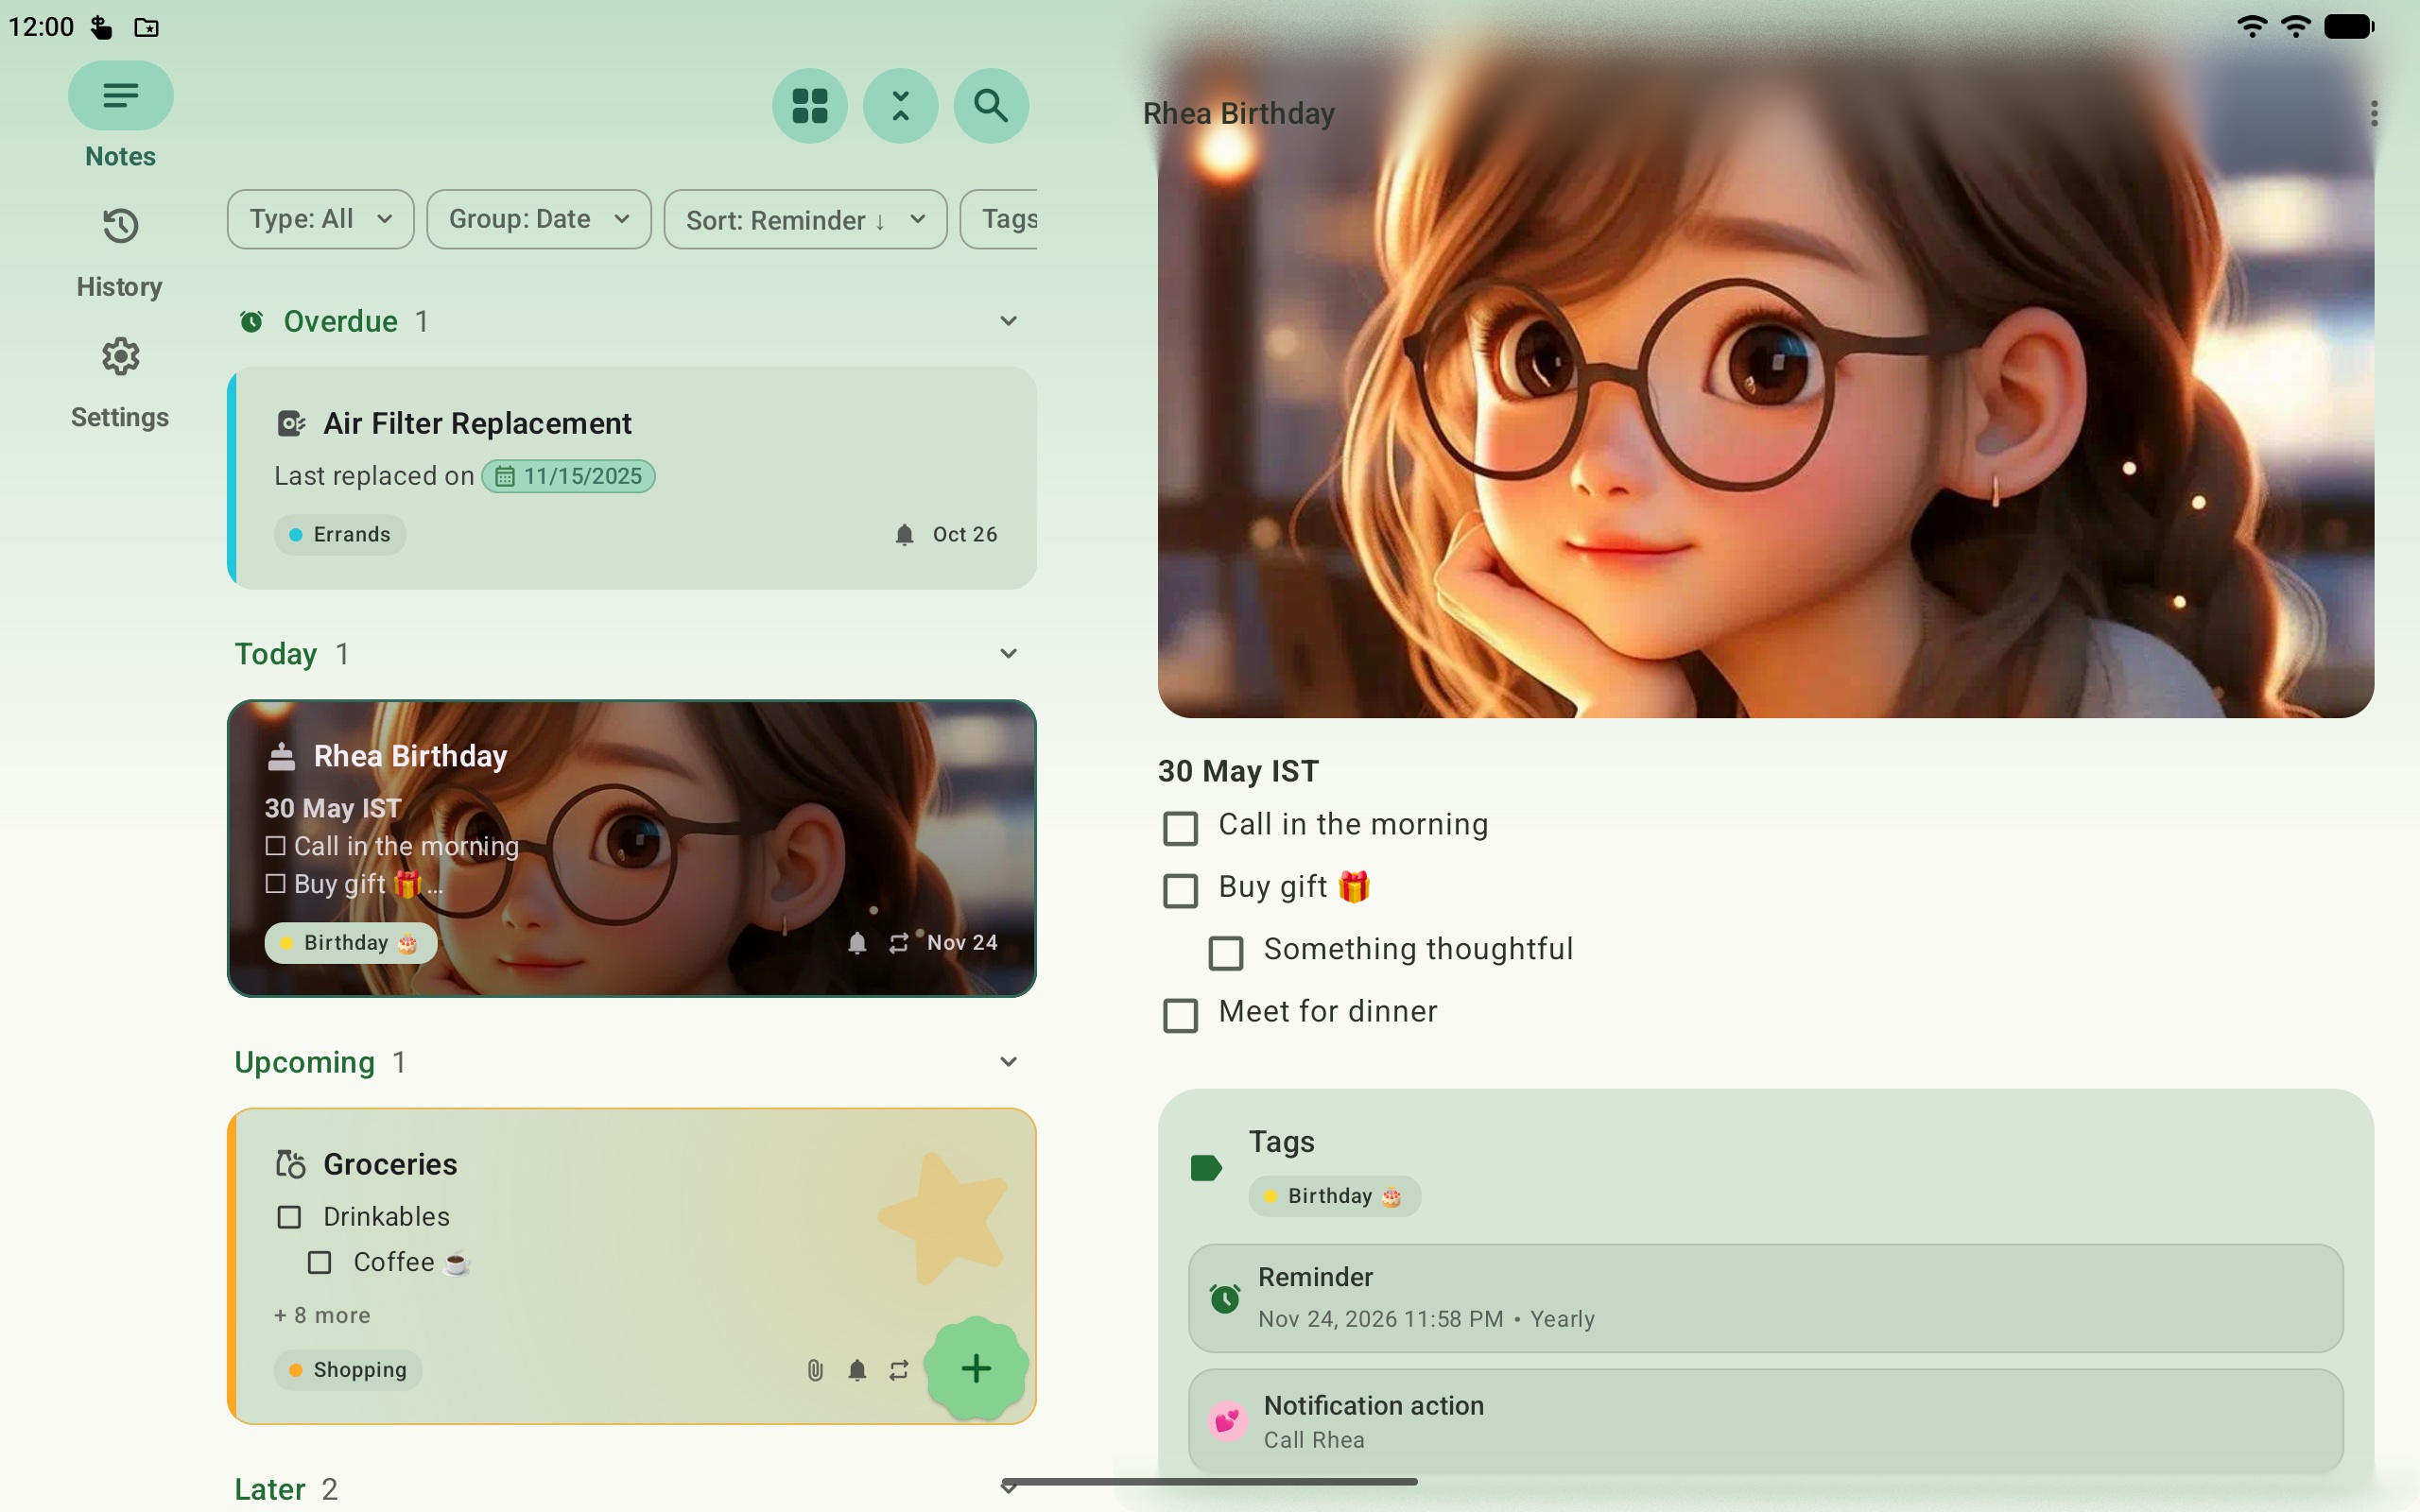 12:00
Notes
History
Settings
Type: All
Group: Date
Sort: Reminder ↓
Tags
Overdue 1
Air Filter Replacement
Last replaced on 11/15/2025
Errands
Oct 26
Today 1
Rhea Birthday
30 May IST
☐ Call in the morning
☐ Buy gift 🎁...
Birthday 🎂
Nov 24
Upcoming 1
Groceries
Drinkables
Coffee ☕
+ 8 more
Shopping
Later 2
Rhea Birthday
30 May IST
Call in the morning
Buy gift 🎁
Something thoughtful
Meet for dinner
Tags
Birthday 🎂
Reminder
Nov 24, 2026 11:58 PM • Yearly
Notification action
Call Rhea